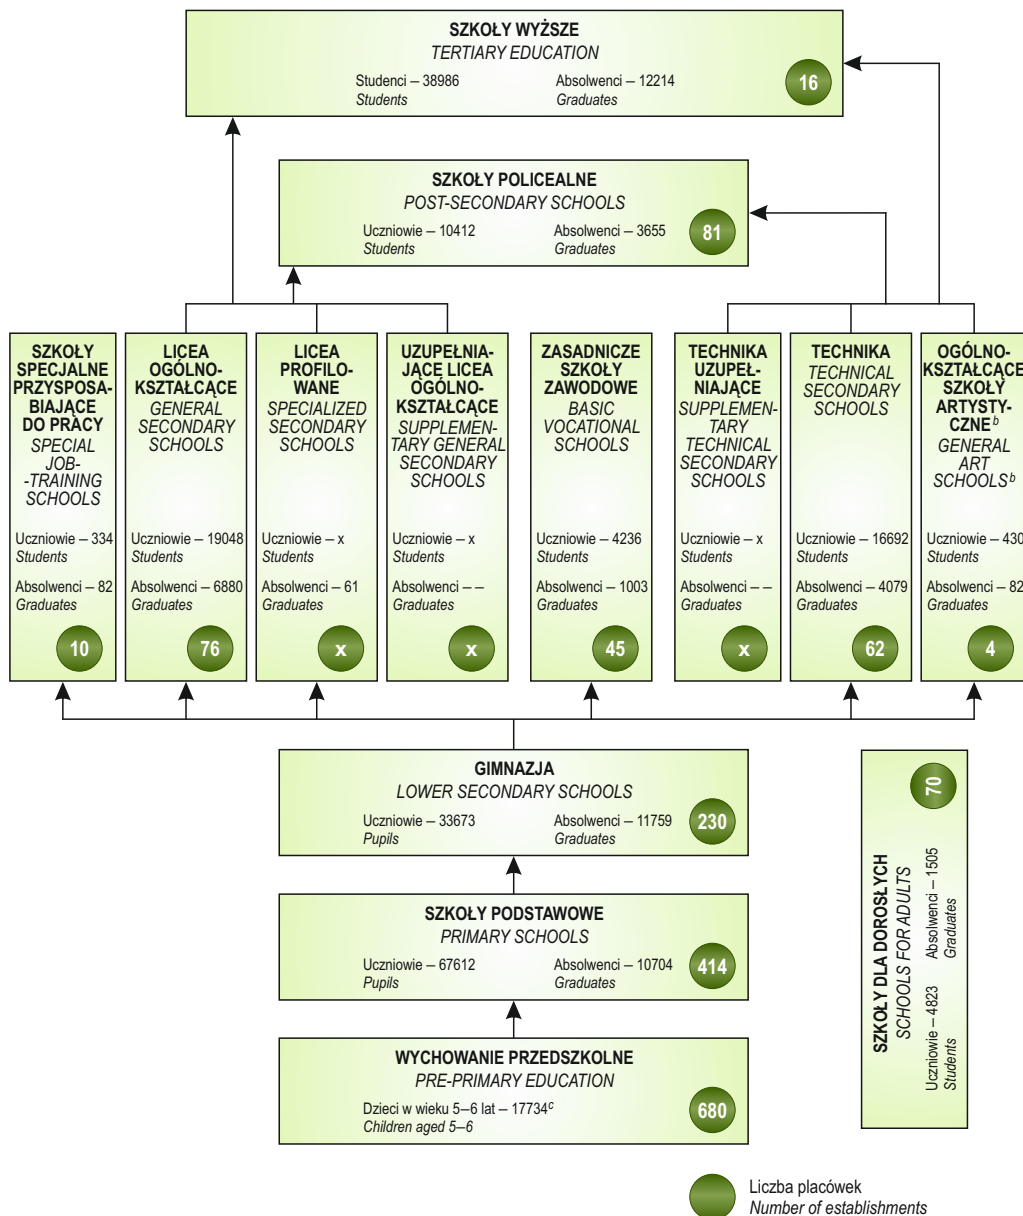 SZKOŁY WYŻSZE
TERTIARY EDUCATION
Studenci – 38986
Students
Absolwenci – 12214
Graduates
16
SZKOŁY POLICEALNE
POST-SECONDARY SCHOOLS
Uczniowie – 10412
Students
Absolwenci – 3655
Graduates
81
SZKOŁY
SPECJALNE
PRZYSPOSA-
BIAJĄCE
DO PRACY
SPECIAL
JOB-
-TRAINING
SCHOOLS
Uczniowie – 334
Students
Absolwenci – 82
Graduates
10
LICEA
OGÓLNO-
KSZTAŁCĄCE
GENERAL
SECONDARY
SCHOOLS
Uczniowie – 19048
Students
Absolwenci – 6880
Graduates
76
LICEA
PROFILO-
WANE
SPECIALIZED
SECONDARY
SCHOOLS
Uczniowie – x
Students
Absolwenci – 61
Graduates
x
UZUPEŁNIA-
JĄCE LICEA
OGÓLNO-
KSZTAŁCĄCE
SUPPLEMEN-
TARY GENERAL
SECONDARY
SCHOOLS
Uczniowie – x
Students
Absolwenci – –
Graduates
x
ZASADNICZE
SZKOŁY
ZAWODOWE
BASIC
VOCATIONAL
SCHOOLS
Uczniowie – 4236
Students
Absolwenci – 1003
Graduates
45
TECHNIKA
UZUPEŁ-
NIAJĄCE
SUPPLEMEN-
TARY
TECHNICAL
SECONDARY
SCHOOLS
Uczniowie – x
Students
Absolwenci – –
Graduates
x
TECHNIKA
TECHNICAL
SECONDARY
SCHOOLS
Uczniowie – 16692
Students
Absolwenci – 4079
Graduates
62
OGÓLNO-
KSZTAŁCĄCE
SZKOŁY
ARTYSTY-
CZNE b
GENERAL
ART
SCHOOLS b
Uczniowie – 430
Students
Absolwenci – 82
Graduates
4
GIMNAZJA
LOWER SECONDARY SCHOOLS
Uczniowie – 33673
Pupils
Absolwenci – 11759
Graduates
230
SZKOŁY PODSTAWOWE
PRIMARY SCHOOLS
Uczniowie – 67612
Pupils
Absolwenci – 10704
Graduates
414
WYCHOWANIE PRZEDSZKOLNE
PRE-PRIMARY EDUCATION
Dzieci w wieku 5–6 lat – 17734 c
Children aged 5–6
680
SZKOŁY DLA DOROSŁYCH
SCHOOLS FOR ADULTS
Uczniowie – 4823
Students
Absolwenci – 1505
Graduates
70
Liczba placówek
Number of establishments